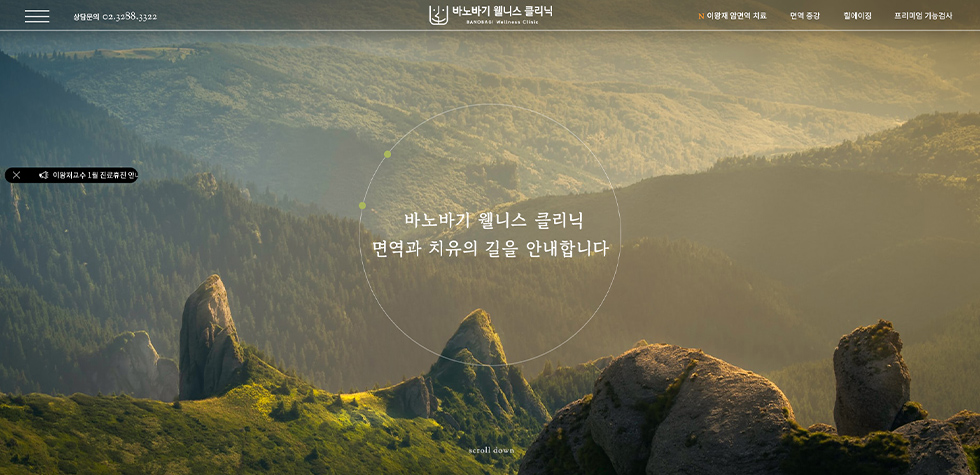 상담문의 02.3288.3322
바노바기 웰니스 클리닉
BANOBAGI Wellness Clinic
N 이왕재 암면역 치료
면역 증강
힐에이징
프리미엄 기능검사
이왕재교수 1월 진료휴진 안내
바노바기 웰니스 클리닉
면역과 치유의 길을 안내합니다
scroll down